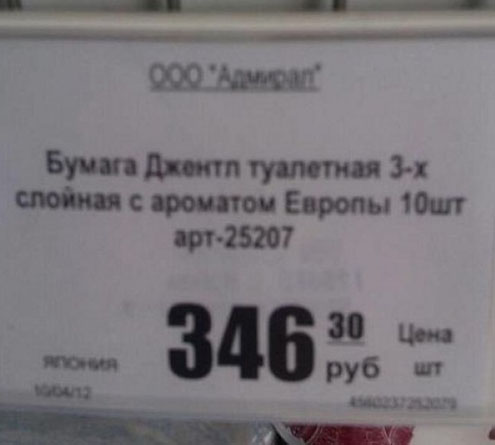 ООО "Адмирал"
Бумага Джентл туалетная 3-х
слойная с ароматом Европы 10шт
арт-25207
346 30 руб
Цена шт
ЯПОНИЯ
10/04/12
4560237252079